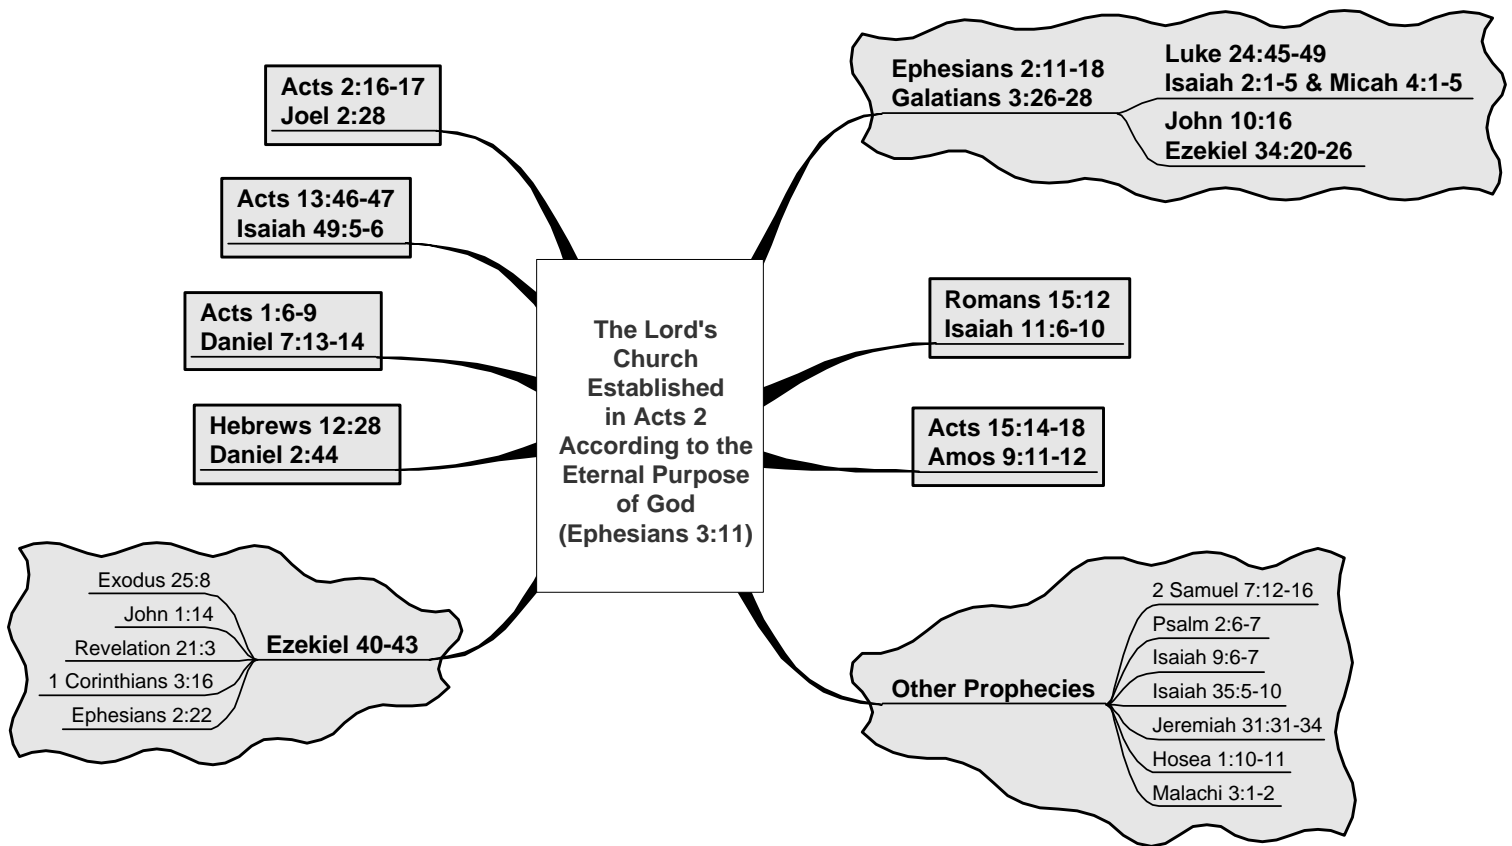 The Lord's
Church
Established
in Acts 2
According to the
Eternal Purpose
of God
(Ephesians 3:11)
Ephesians 2:11-18
Galatians 3:26-28
Luke 24:45-49
Isaiah 2:1-5 & Micah 4:1-5
John 10:16
Ezekiel 34:20-26
Romans 15:12
Isaiah 11:6-10
Acts 15:14-18
Amos 9:11-12
Other Prophecies
2 Samuel 7:12-16
Psalm 2:6-7
Isaiah 9:6-7
Isaiah 35:5-10
Jeremiah 31:31-34
Hosea 1:10-11
Malachi 3:1-2
Ezekiel 40-43
Exodus 25:8
John 1:14
Revelation 21:3
1 Corinthians 3:16
Ephesians 2:22
Hebrews 12:28
Daniel 2:44
Acts 1:6-9
Daniel 7:13-14
Acts 13:46-47
Isaiah 49:5-6
Acts 2:16-17
Joel 2:28